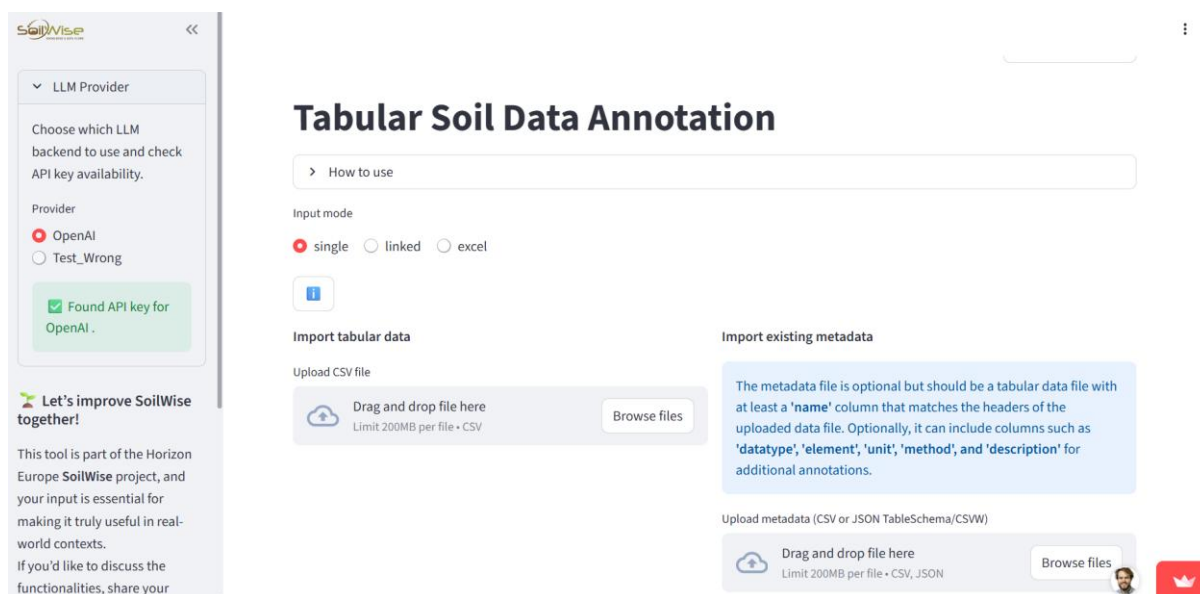 SoilWise
LLM Provider
Choose which LLM
backend to use and check
API key availability.
Provider
OpenAI
Test_Wrong
Found API key for
OpenAI .
Let's improve SoilWise
together!
This tool is part of the Horizon
Europe SoilWise project, and
your input is essential for
making it truly useful in real-
world contexts.
If you'd like to discuss the
functionalities, share your
Tabular Soil Data Annotation
How to use
Input mode
single linked excel
Import tabular data
Upload CSV file
Drag and drop file here
Limit 200MB per file • CSV
Browse files
Import existing metadata
The metadata file is optional but should be a tabular data file with
at least a 'name' column that matches the headers of the
uploaded data file. Optionally, it can include columns such as
'datatype', 'element', 'unit', 'method', and 'description' for
additional annotations.
Upload metadata (CSV or JSON TableSchema/CSVW)
Drag and drop file here
Limit 200MB per file • CSV, JSON
Browse files